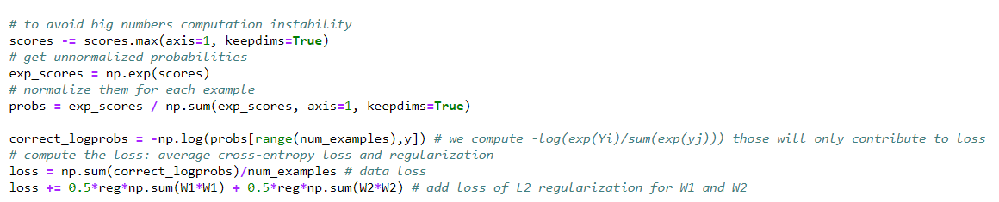 # to avoid big numbers computation instability
scores -= scores.max(axis=1, keepdims=True)
# get unnormalized probabilities
exp_scores = np.exp(scores)
# normalize them for each example
probs = exp_scores / np.sum(exp_scores, axis=1, keepdims=True)
correct_logprobs = -np.log(probs[range(num_examples),y]) # we compute -log(exp(Yi)/sum(exp(yj))) those will only contribute to loss
# compute the loss: average cross-entropy loss and regularization
loss = np.sum(correct_logprobs)/num_examples # data loss
loss += 0.5*reg*np.sum(W1*W1) + 0.5*reg*np.sum(W2*W2) # add loss of L2 regularization for W1 and W2